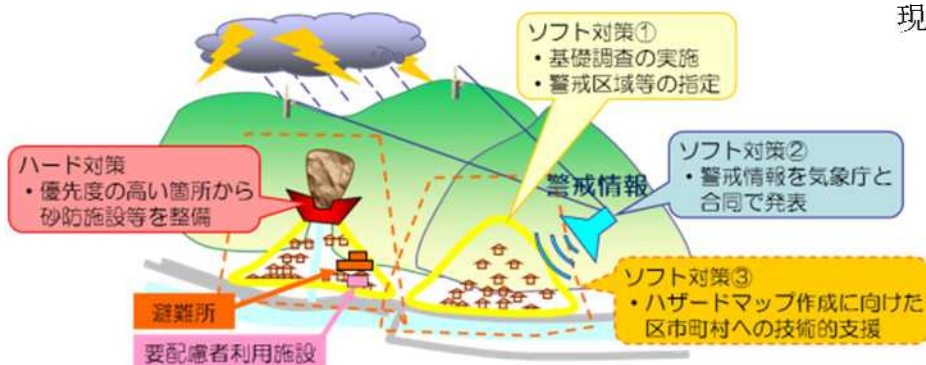 現
ソフト対策①
・基礎調査の実施
・警戒区域等の指定
ハード対策
・優先度の高い箇所から
砂防施設等を整備
警戒情報
ソフト対策②
・警戒情報を気象庁と
合同で発表
ソフト対策③
・ハザードマップ作成に向けた
区市町村への技術的支援
避難所
要配慮者利用施設